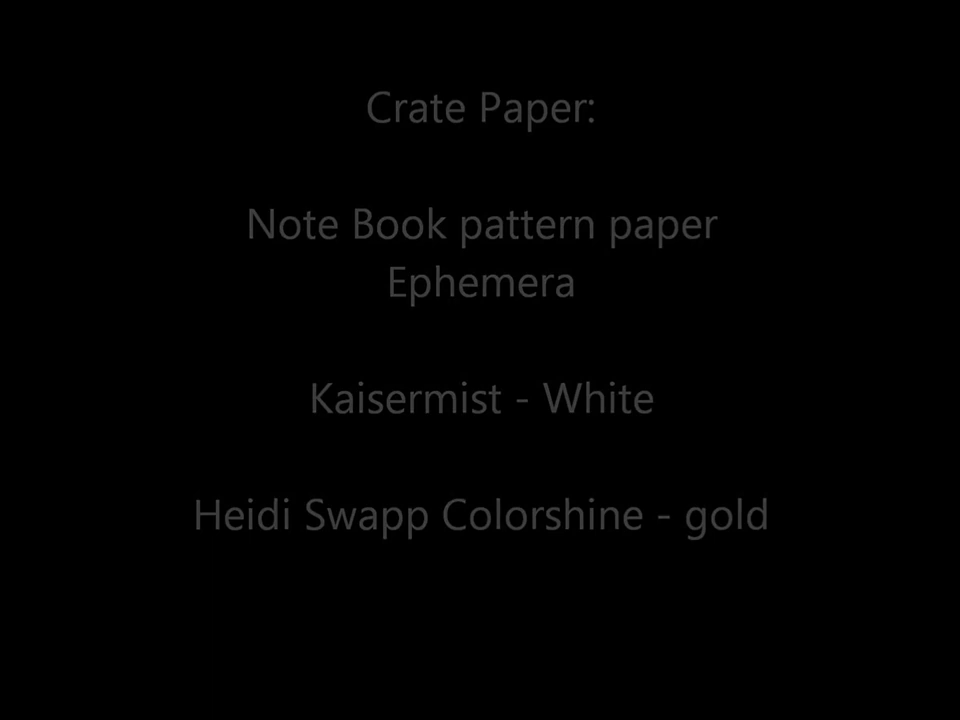 Crate Paper:
Note Book pattern paper
Ephemera
Kaisermist - White
Heidi Swapp Colorshine - gold